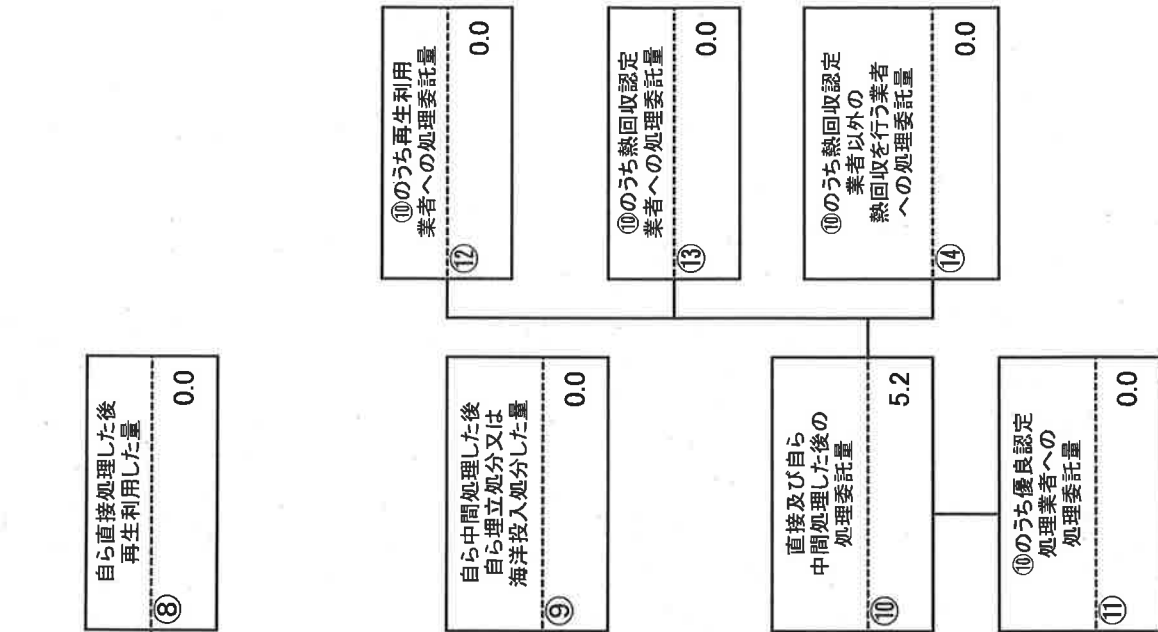 自ら直接処理した後
再生利用した量
⑧
0.0
自ら中間処理した後
自ら埋立処分又は
海洋投入処分した量
⑨
0.0
直接及び自ら
中間処理した後の
処理委託量
⑩
5.2
⑩のうち優良認定
処理業者への
処理委託量
⑪
0.0
⑩のうち再生利用
業者への処理委託量
⑫
0.0
⑩のうち熱回収認定
業者への処理委託量
⑬
0.0
⑩のうち熱回収認定
業者以外の
熱回収を行う業者
への処理委託量
⑭
0.0